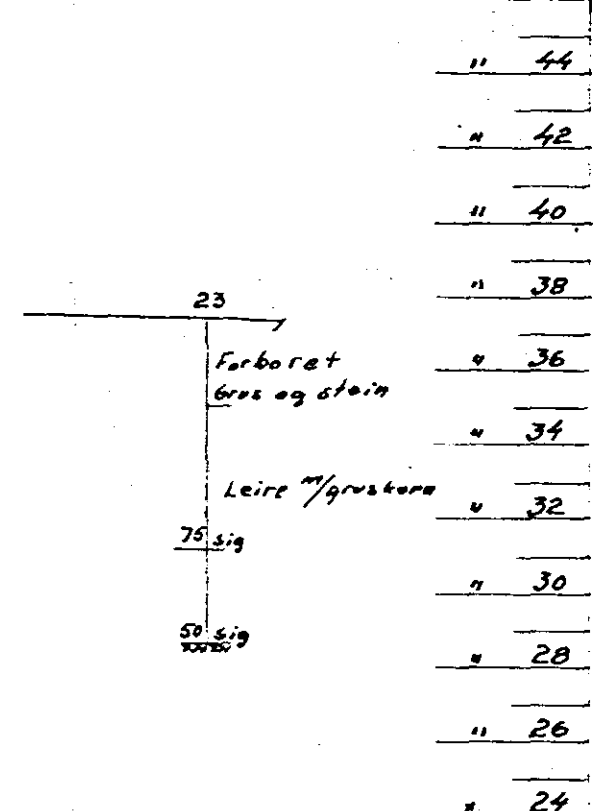 " 44
" 42
" 40
" 38
23
Forboret
Grus og stein
" 36
" 34
Leire m/gruskorn
" 32
75 sig
" 30
50 sig
" 28
" 26
" 24